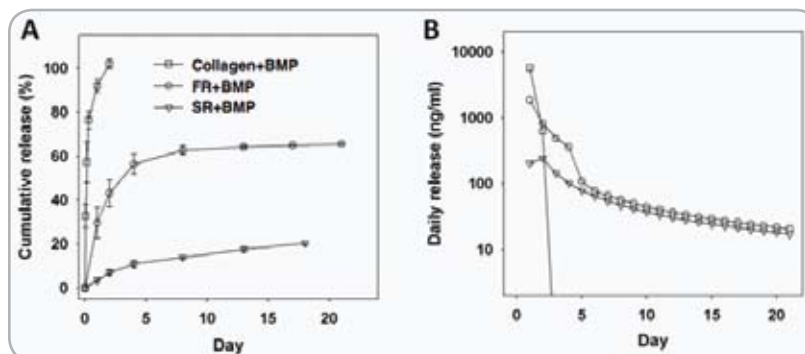 A
Cumulative release (%)
100
80
60
40
20
0
Collagen+BMP
FR+BMP
SR+BMP
0 5 10 15 20
Day
B
Daily release (ng/ml)
10000
1000
100
10
0 5 10 15 20
Day